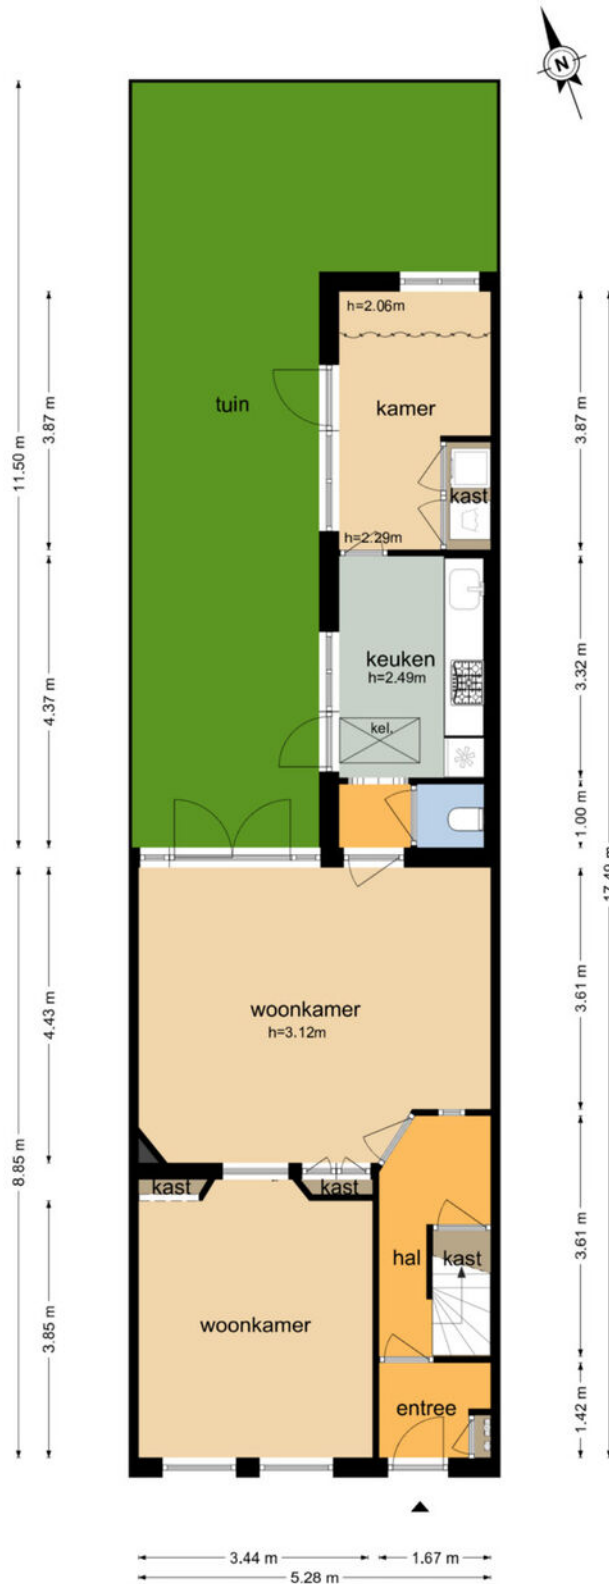 N
h=2.06m
tuin
kamer
kast
h=2.29m
keuken
h=2.49m
kel.
woonkamer
h=3.12m
kast
kast
hal
kast
woonkamer
entree
11.50 m
8.85 m
3.87 m
4.37 m
4.43 m
3.85 m
3.87 m
3.32 m
1.00 m
3.61 m
3.61 m
1.42 m
17.49 m
3.44 m
1.67 m
5.28 m